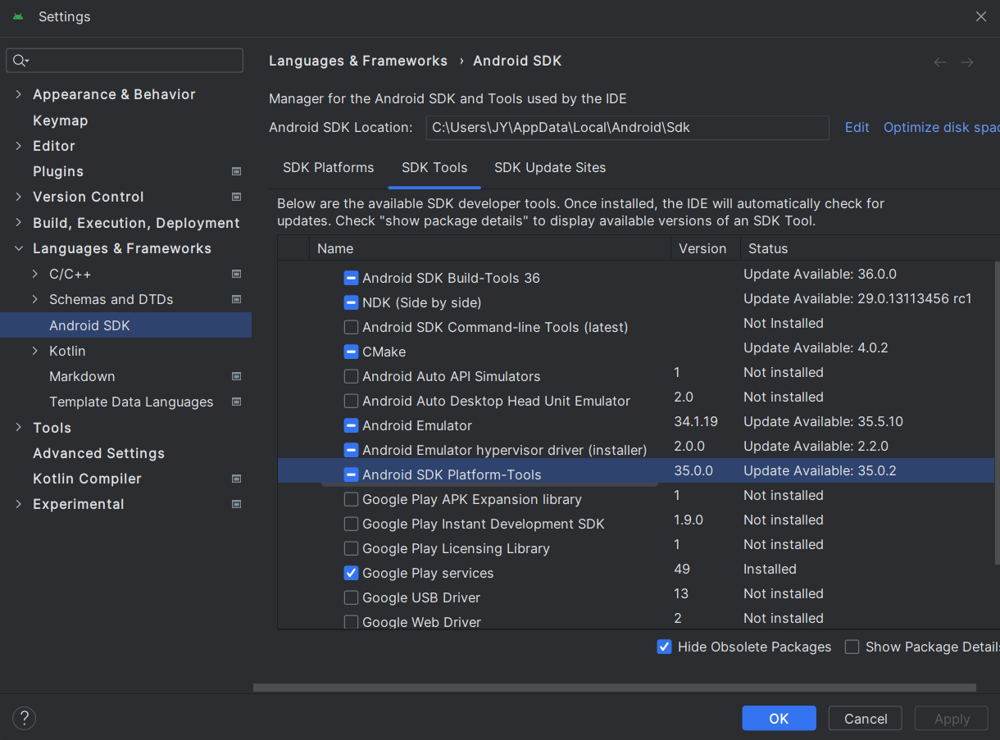 Settings
Appearance & Behavior
Keymap
Editor
Plugins
Version Control
Build, Execution, Deployment
Languages & Frameworks
C/C++
Schemas and DTDs
Android SDK
Kotlin
Markdown
Template Data Languages
Tools
Advanced Settings
Kotlin Compiler
Experimental
Languages & Frameworks › Android SDK
Manager for the Android SDK and Tools used by the IDE
Android SDK Location: C:\Users\JY\AppData\Local\Android\Sdk Edit Optimize disk spac
SDK Platforms SDK Tools SDK Update Sites
Below are the available SDK developer tools. Once installed, the IDE will automatically check for
updates. Check "show package details" to display available versions of an SDK Tool.
Name Version Status
Android SDK Build-Tools 36 Update Available: 36.0.0
NDK (Side by side) Update Available: 29.0.13113456 rc1
Android SDK Command-line Tools (latest) Not Installed
CMake Update Available: 4.0.2
Android Auto API Simulators 1 Not installed
Android Auto Desktop Head Unit Emulator 2.0 Not installed
Android Emulator 34.1.19 Update Available: 35.5.10
Android Emulator hypervisor driver (installer) 2.0.0 Update Available: 2.2.0
Android SDK Platform-Tools 35.0.0 Update Available: 35.0.2
Google Play APK Expansion library 1 Not installed
Google Play Instant Development SDK 1.9.0 Not installed
Google Play Licensing Library 1 Not installed
Google Play services 49 Installed
Google USB Driver 13 Not installed
Google Web Driver 2 Not installed
Hide Obsolete Packages Show Package Details
? OK Cancel Apply